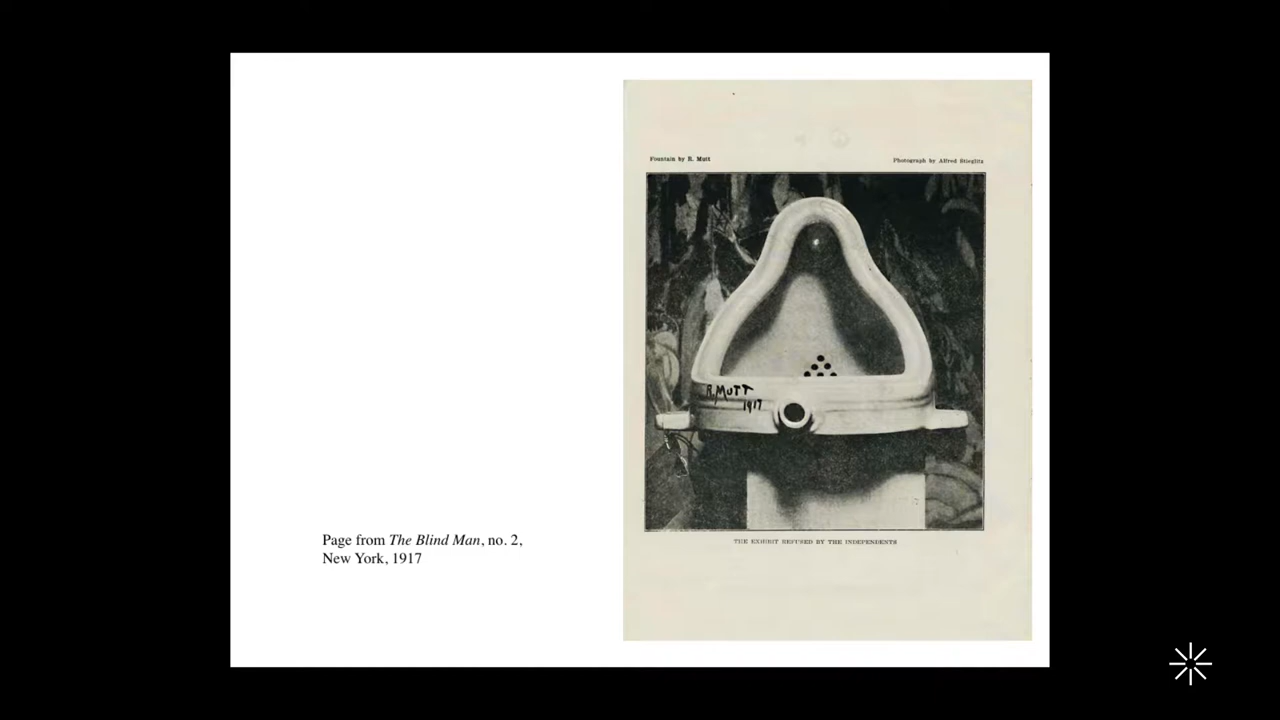 Fountain by R. Mutt
Photograph by Alfred Stieglitz
R. MUTT
1917
THE EXHIBIT REFUSED BY THE INDEPENDENTS
Page from The Blind Man, no. 2,
New York, 1917